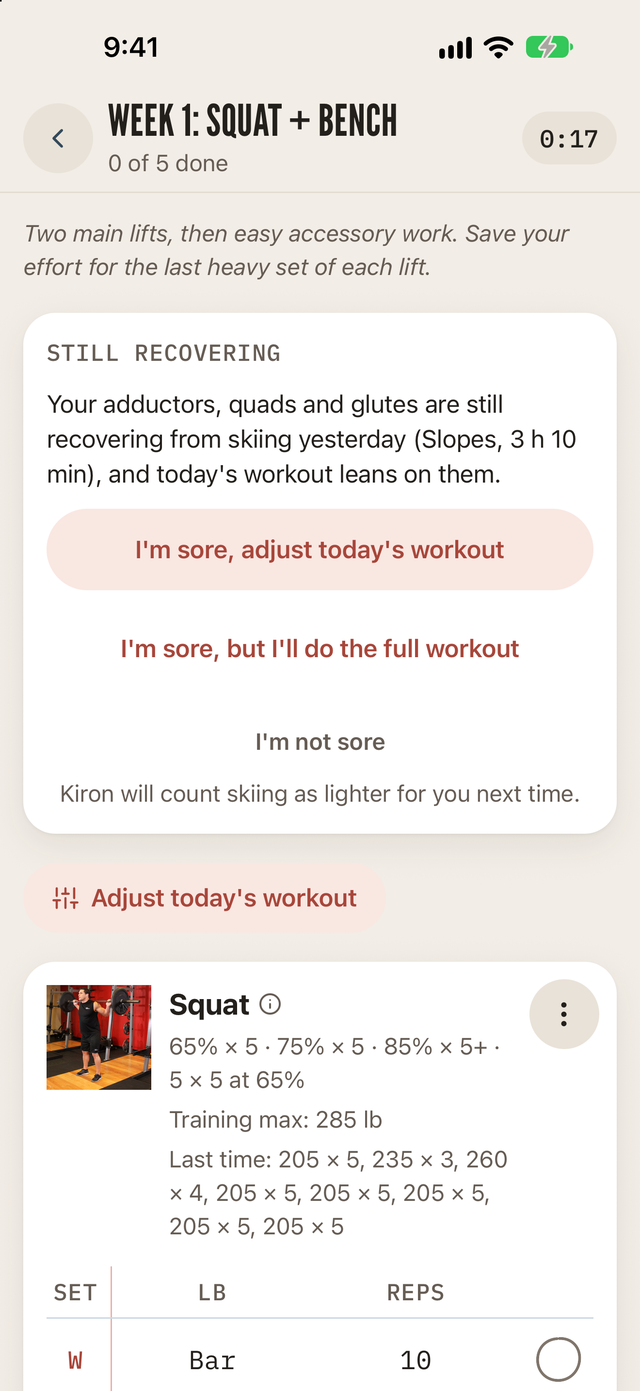 9:41
WEEK 1: SQUAT + BENCH
0 of 5 done
0:17
Two main lifts, then easy accessory work. Save your
effort for the last heavy set of each lift.
STILL RECOVERING
Your adductors, quads and glutes are still
recovering from skiing yesterday (Slopes, 3 h 10
min), and today's workout leans on them.
I'm sore, adjust today's workout
I'm sore, but I'll do the full workout
I'm not sore
Kiron will count skiing as lighter for you next time.
Adjust today's workout
Squat
65% × 5 · 75% × 5 · 85% × 5+ ·
5 × 5 at 65%
Training max: 285 lb
Last time: 205 × 5, 235 × 3, 260
× 4, 205 × 5, 205 × 5, 205 × 5,
205 × 5, 205 × 5
SET LB REPS
W Bar 10